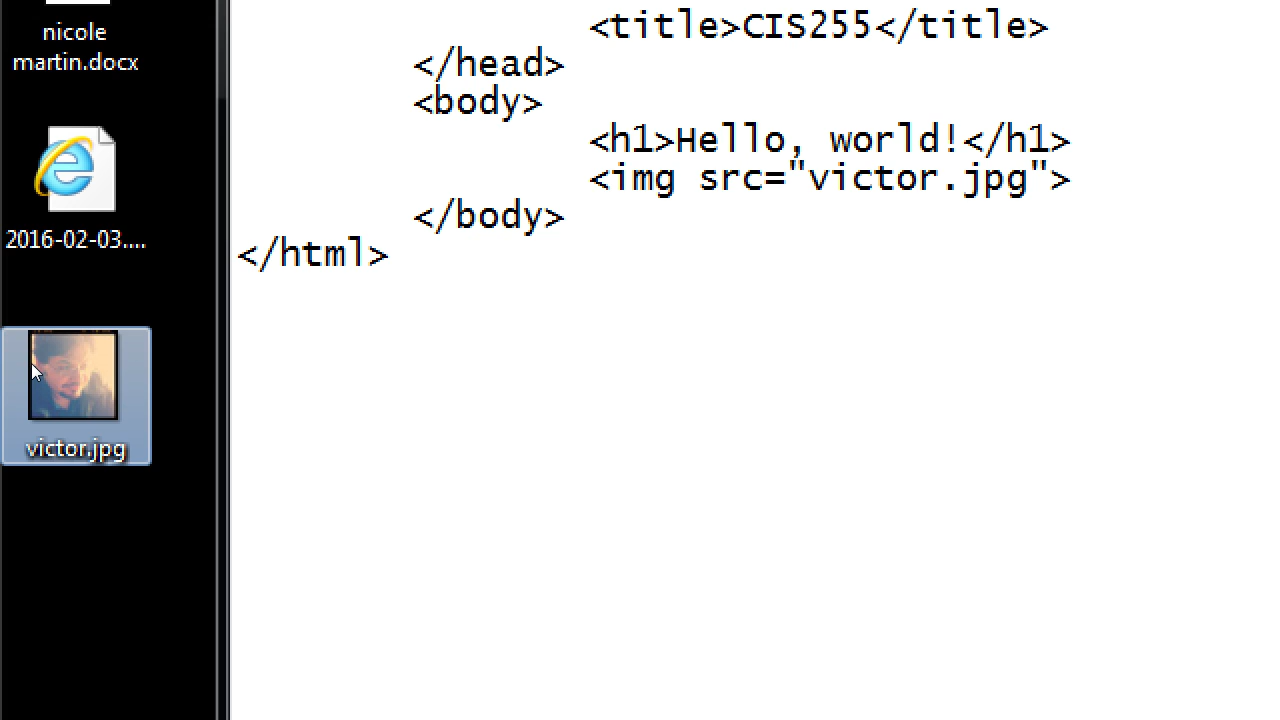 nicole
martin.docx
2016-02-03....
victor.jpg
<title>CIS255</title>
</head>
<body>
<h1>Hello, world!</h1>
<img src="victor.jpg">
</body>
</html>